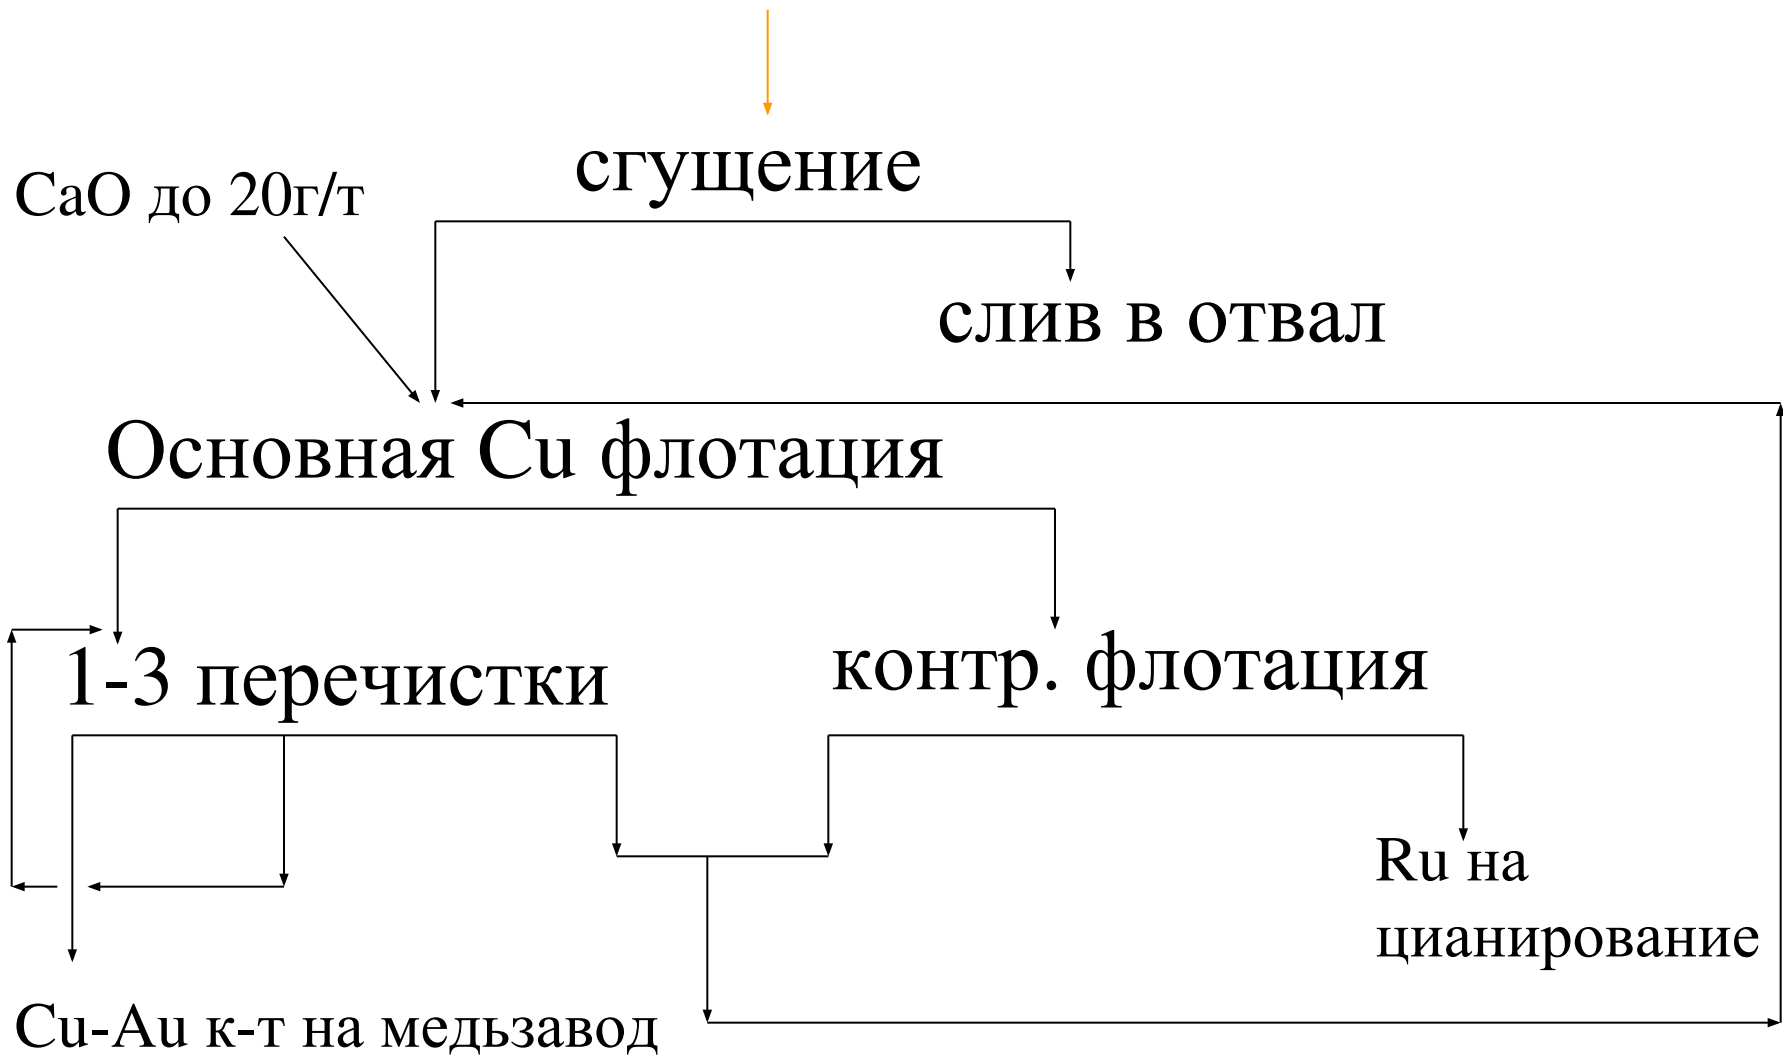 сгущение
CaO до 20г/т
слив в отвал
Основная Cu флотация
1-3 перечистки
контр. флотация
Ru на
цианирование
Cu-Au к-т на медьзавод